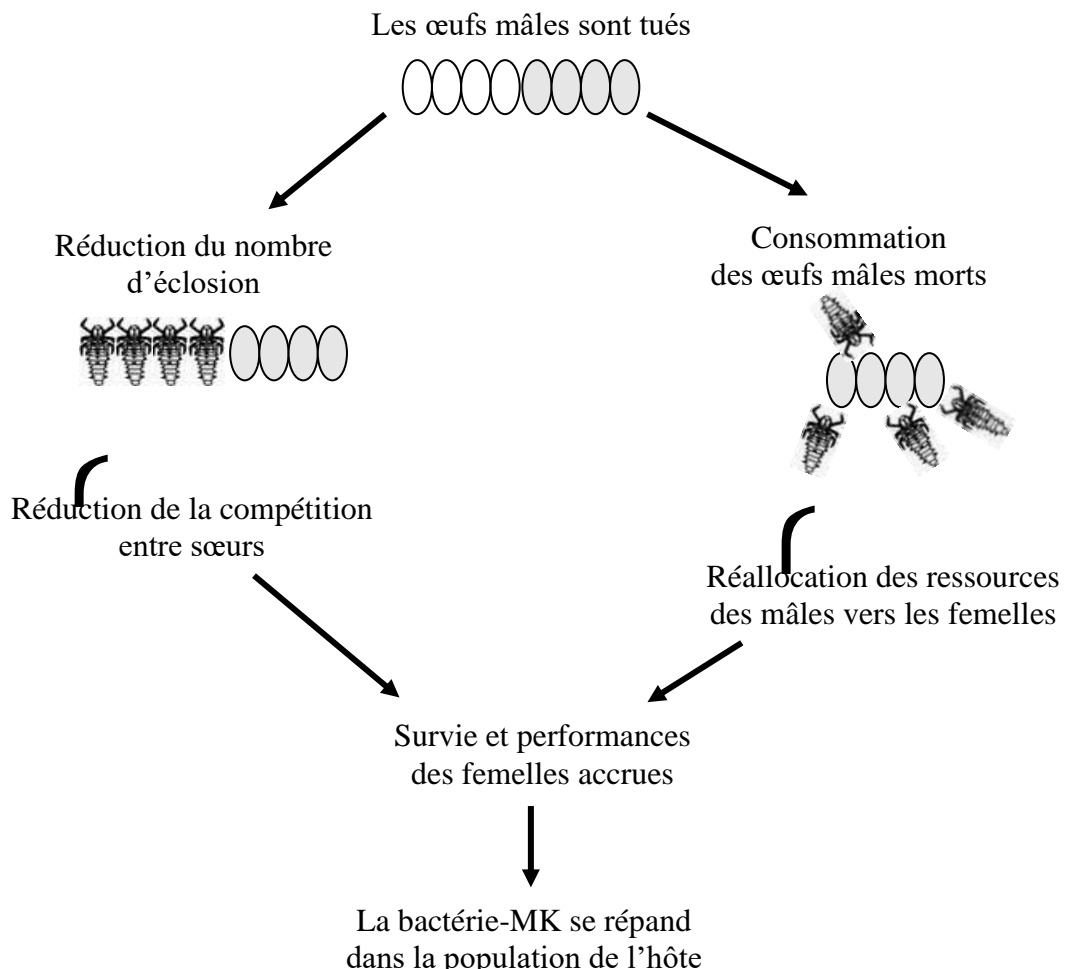 Les œufs mâles sont tués
Réduction du nombre
d'éclosion
Consommation
des œufs mâles morts
Réduction de la compétition
entre sœurs
Réallocation des ressources
des mâles vers les femelles
Survie et performances
des femelles accrues
La bactérie-MK se répand
dans la population de l'hôte